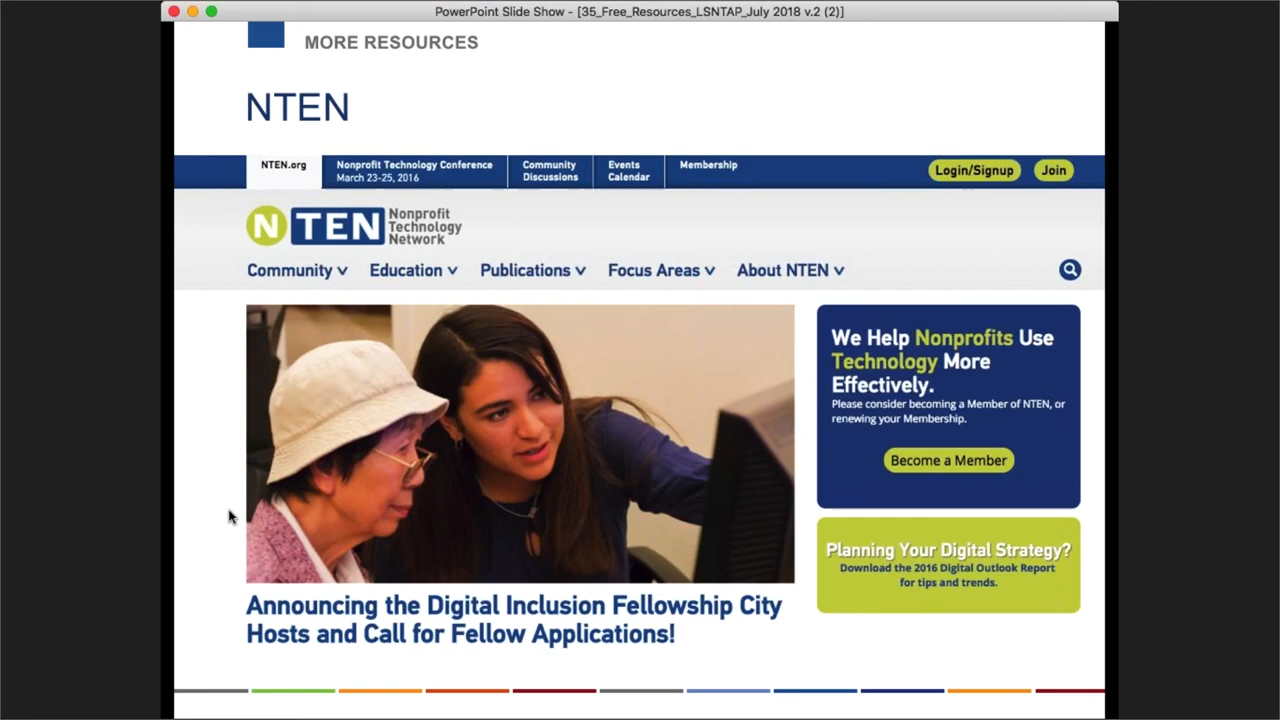 PowerPoint Slide Show - [35_Free_Resources_LSNTAP_July 2018 v.2 (2)]
MORE RESOURCES
NTEN
NTEN.org
Nonprofit Technology Conference
March 23-25, 2016
Community
Discussions
Events
Calendar
Membership
Login/Signup
Join
N TEN
Nonprofit
Technology
Network
Community
Education
Publications
Focus Areas
About NTEN
We Help Nonprofits Use
Technology More
Effectively.
Please consider becoming a Member of NTEN, or
renewing your Membership.
Become a Member
Planning Your Digital Strategy?
Download the 2016 Digital Outlook Report
for tips and trends.
Announcing the Digital Inclusion Fellowship City
Hosts and Call for Fellow Applications!